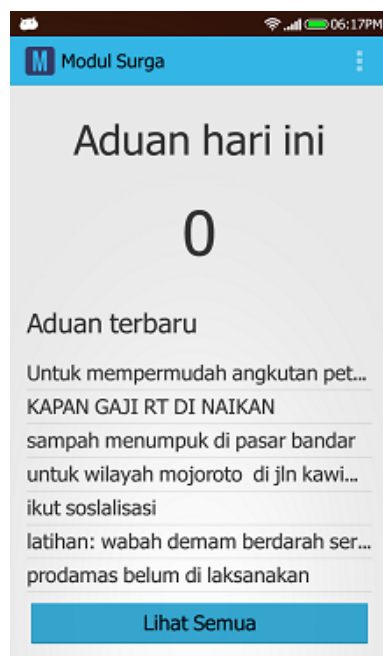 06:17PM
M Modul Surga
Aduan hari ini
0
Aduan terbaru
Untuk mempermudah angkutan pet...
KAPAN GAJI RT DI NAIKAN
sampah menumpuk di pasar bandar
untuk wilayah mojoroto di jln kawi...
ikut soslalisasi
latihan: wabah demam berdarah ser...
prodamas belum di laksanakan
Lihat Semua